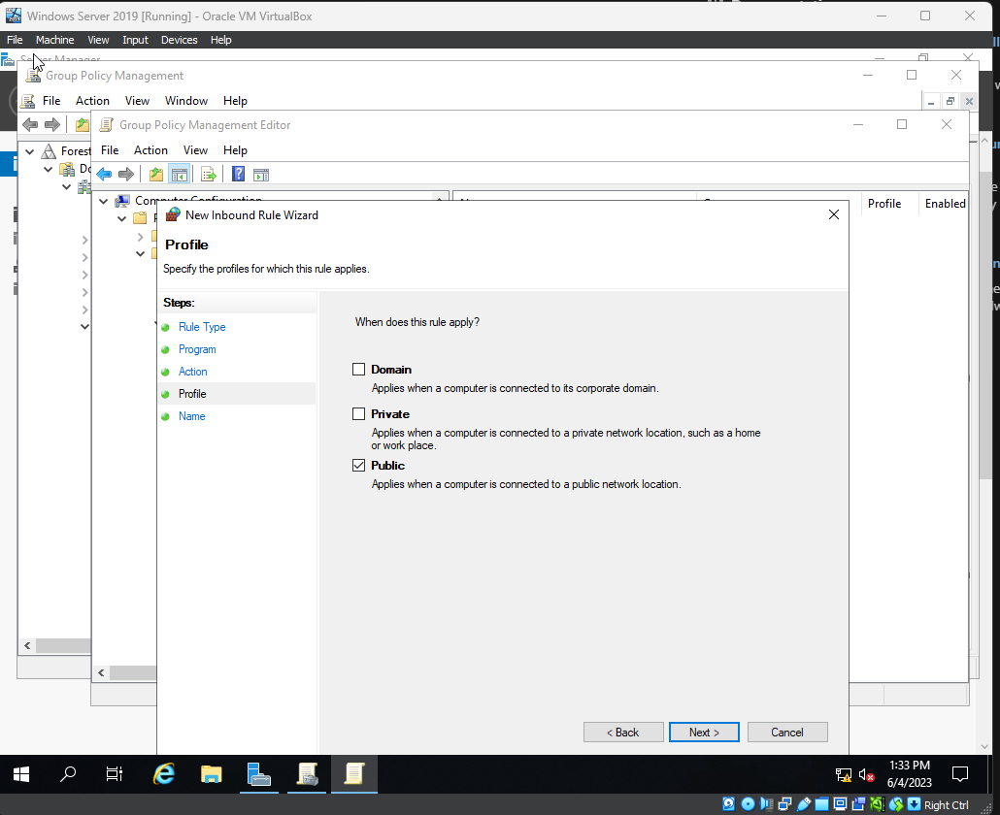 Windows Server 2019 [Running] - Oracle VM VirtualBox
File Machine View Input Devices Help
Server Manager
Group Policy Management
File Action View Window Help
Group Policy Management Editor
File Action View Help
Forest
Computer Configuration
Profile Enabled
New Inbound Rule Wizard
Profile
Specify the profiles for which this rule applies.
Steps:
Rule Type
Program
Action
Profile
Name
When does this rule apply?
Domain
Applies when a computer is connected to its corporate domain.
Private
Applies when a computer is connected to a private network location, such as a home
or work place.
Public
Applies when a computer is connected to a public network location.
< Back Next > Cancel
1:33 PM
6/4/2023
Right Ctrl